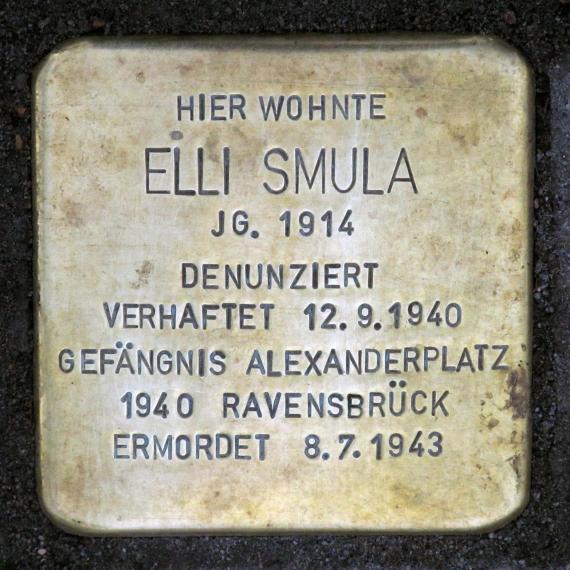 HIER WOHNTE
ELLI SMULA
JG. 1914
DENUNZIERT
VERHAFTET 12.9.1940
GEFÄNGNIS ALEXANDERPLATZ
1940 RAVENSBRÜCK
ERMORDET 8.7.1943